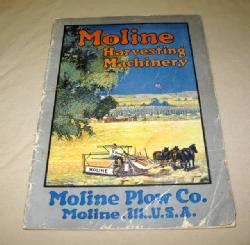 Moline
Harvesting
Machinery
MOLINE
Moline Plow Co.
Moline, Ill., U.S.A.